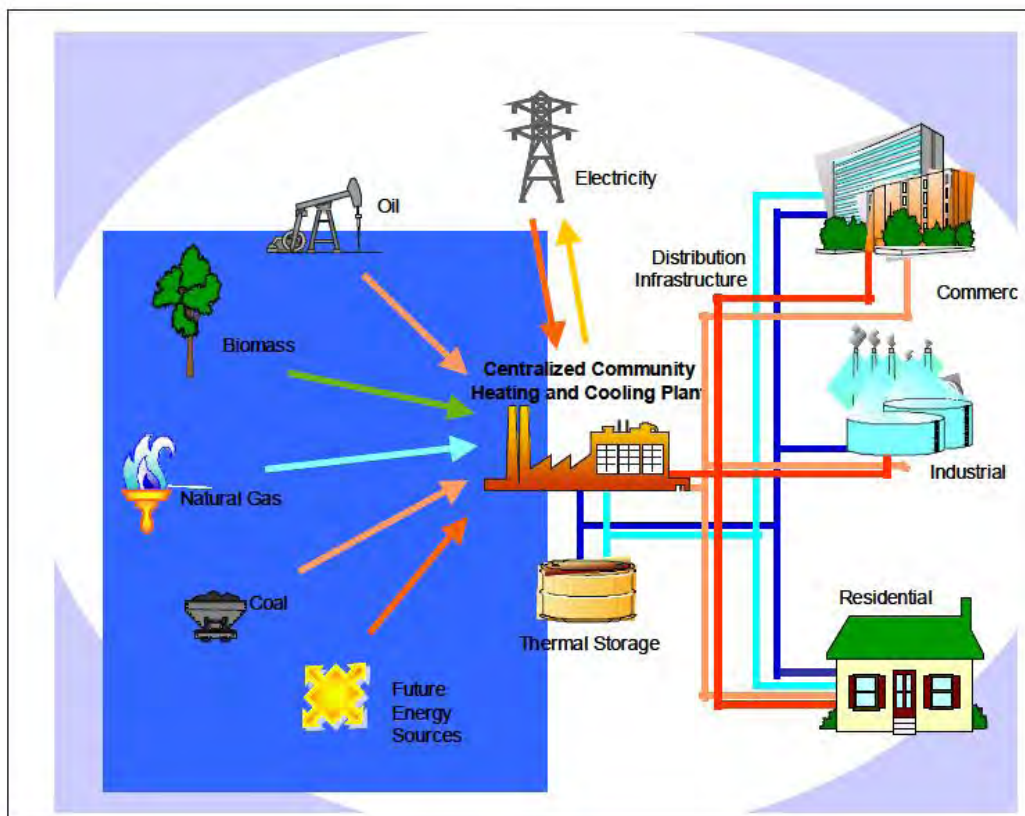 Electricity
Oil
Distribution
Infrastructure
Commerc
Biomass
Centralized Community
Heating and Cooling Plant
Natural Gas
Industrial
Coal
Thermal Storage
Residential
Future
Energy
Sources